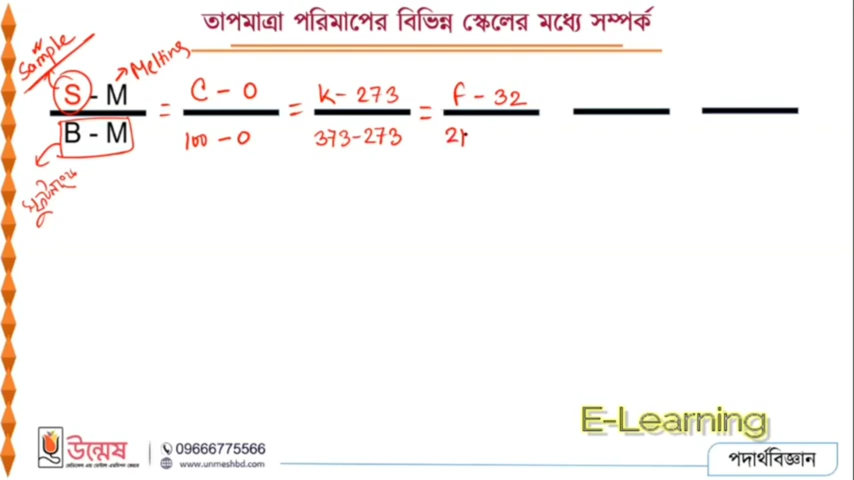 তাপমাত্রা পরিমাপের বিভিন্ন স্কেলের মধ্যে সম্পর্ক
Sample
Melting
S - M = C - 0 = K - 273 = F - 32
B - M 100 - 0 373 - 273 21
E-Learning
উন্মেষ
09666775566
www.unmeshbd.com
পদার্থবিজ্ঞান